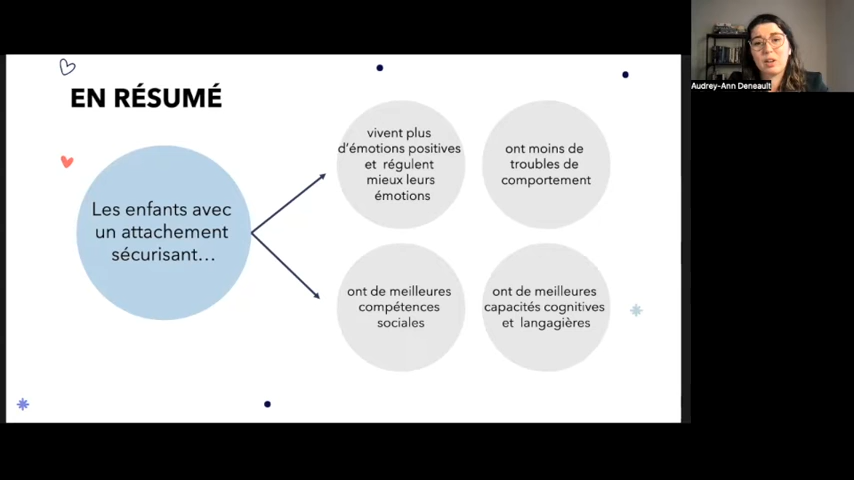 EN RÉSUMÉ
Les enfants avec
un attachement
sécurisant...
vivent plus
d'émotions positives
et régulent
mieux leurs
émotions
ont moins de
troubles de
comportement
ont de meilleures
compétences
sociales
ont de meilleures
capacités cognitives
et langagières
Audrey-Ann Deneault